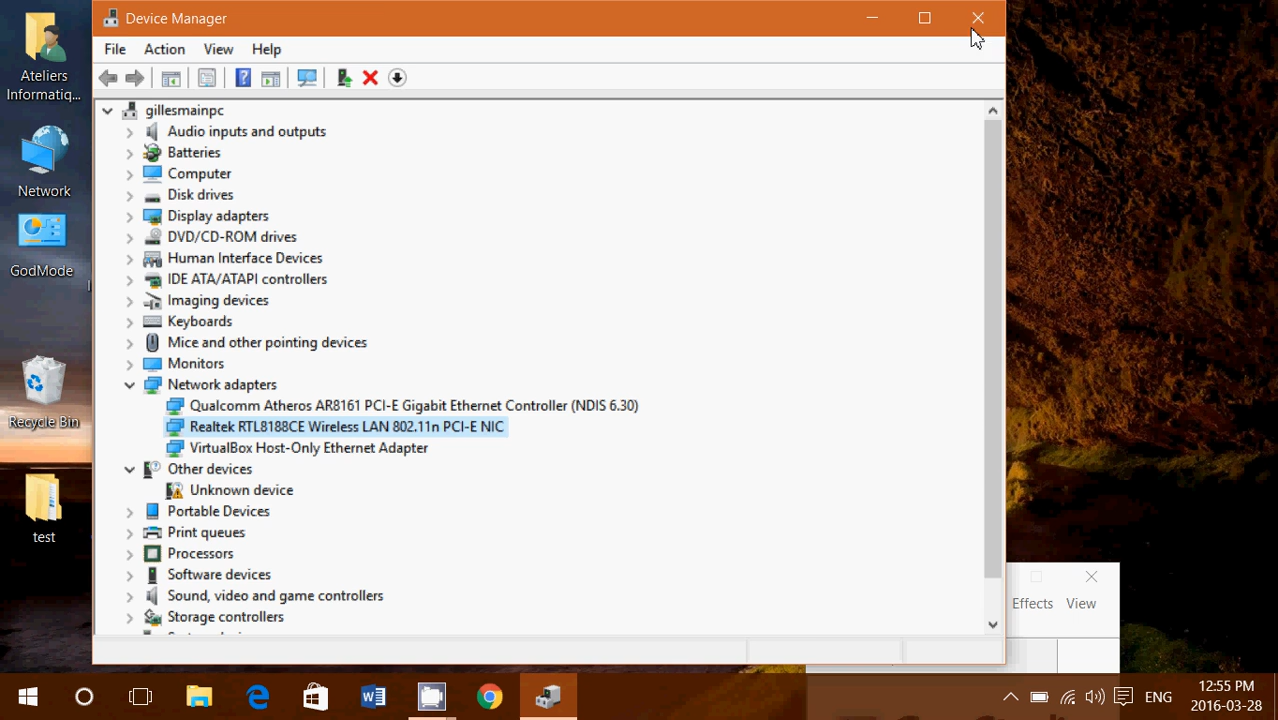 Device Manager
File Action View Help
gillesmainpc
Audio inputs and outputs
Batteries
Computer
Disk drives
Display adapters
DVD/CD-ROM drives
Human Interface Devices
IDE ATA/ATAPI controllers
Imaging devices
Keyboards
Mice and other pointing devices
Monitors
Network adapters
Qualcomm Atheros AR8161 PCI-E Gigabit Ethernet Controller (NDIS 6.30)
Realtek RTL8188CE Wireless LAN 802.11n PCI-E NIC
VirtualBox Host-Only Ethernet Adapter
Other devices
Unknown device
Portable Devices
Print queues
Processors
Software devices
Sound, video and game controllers
Storage controllers
Ateliers
Informatiq...
Network
GodMode
Recycle Bin
test
Effects View
ENG
12:55 PM
2016-03-28